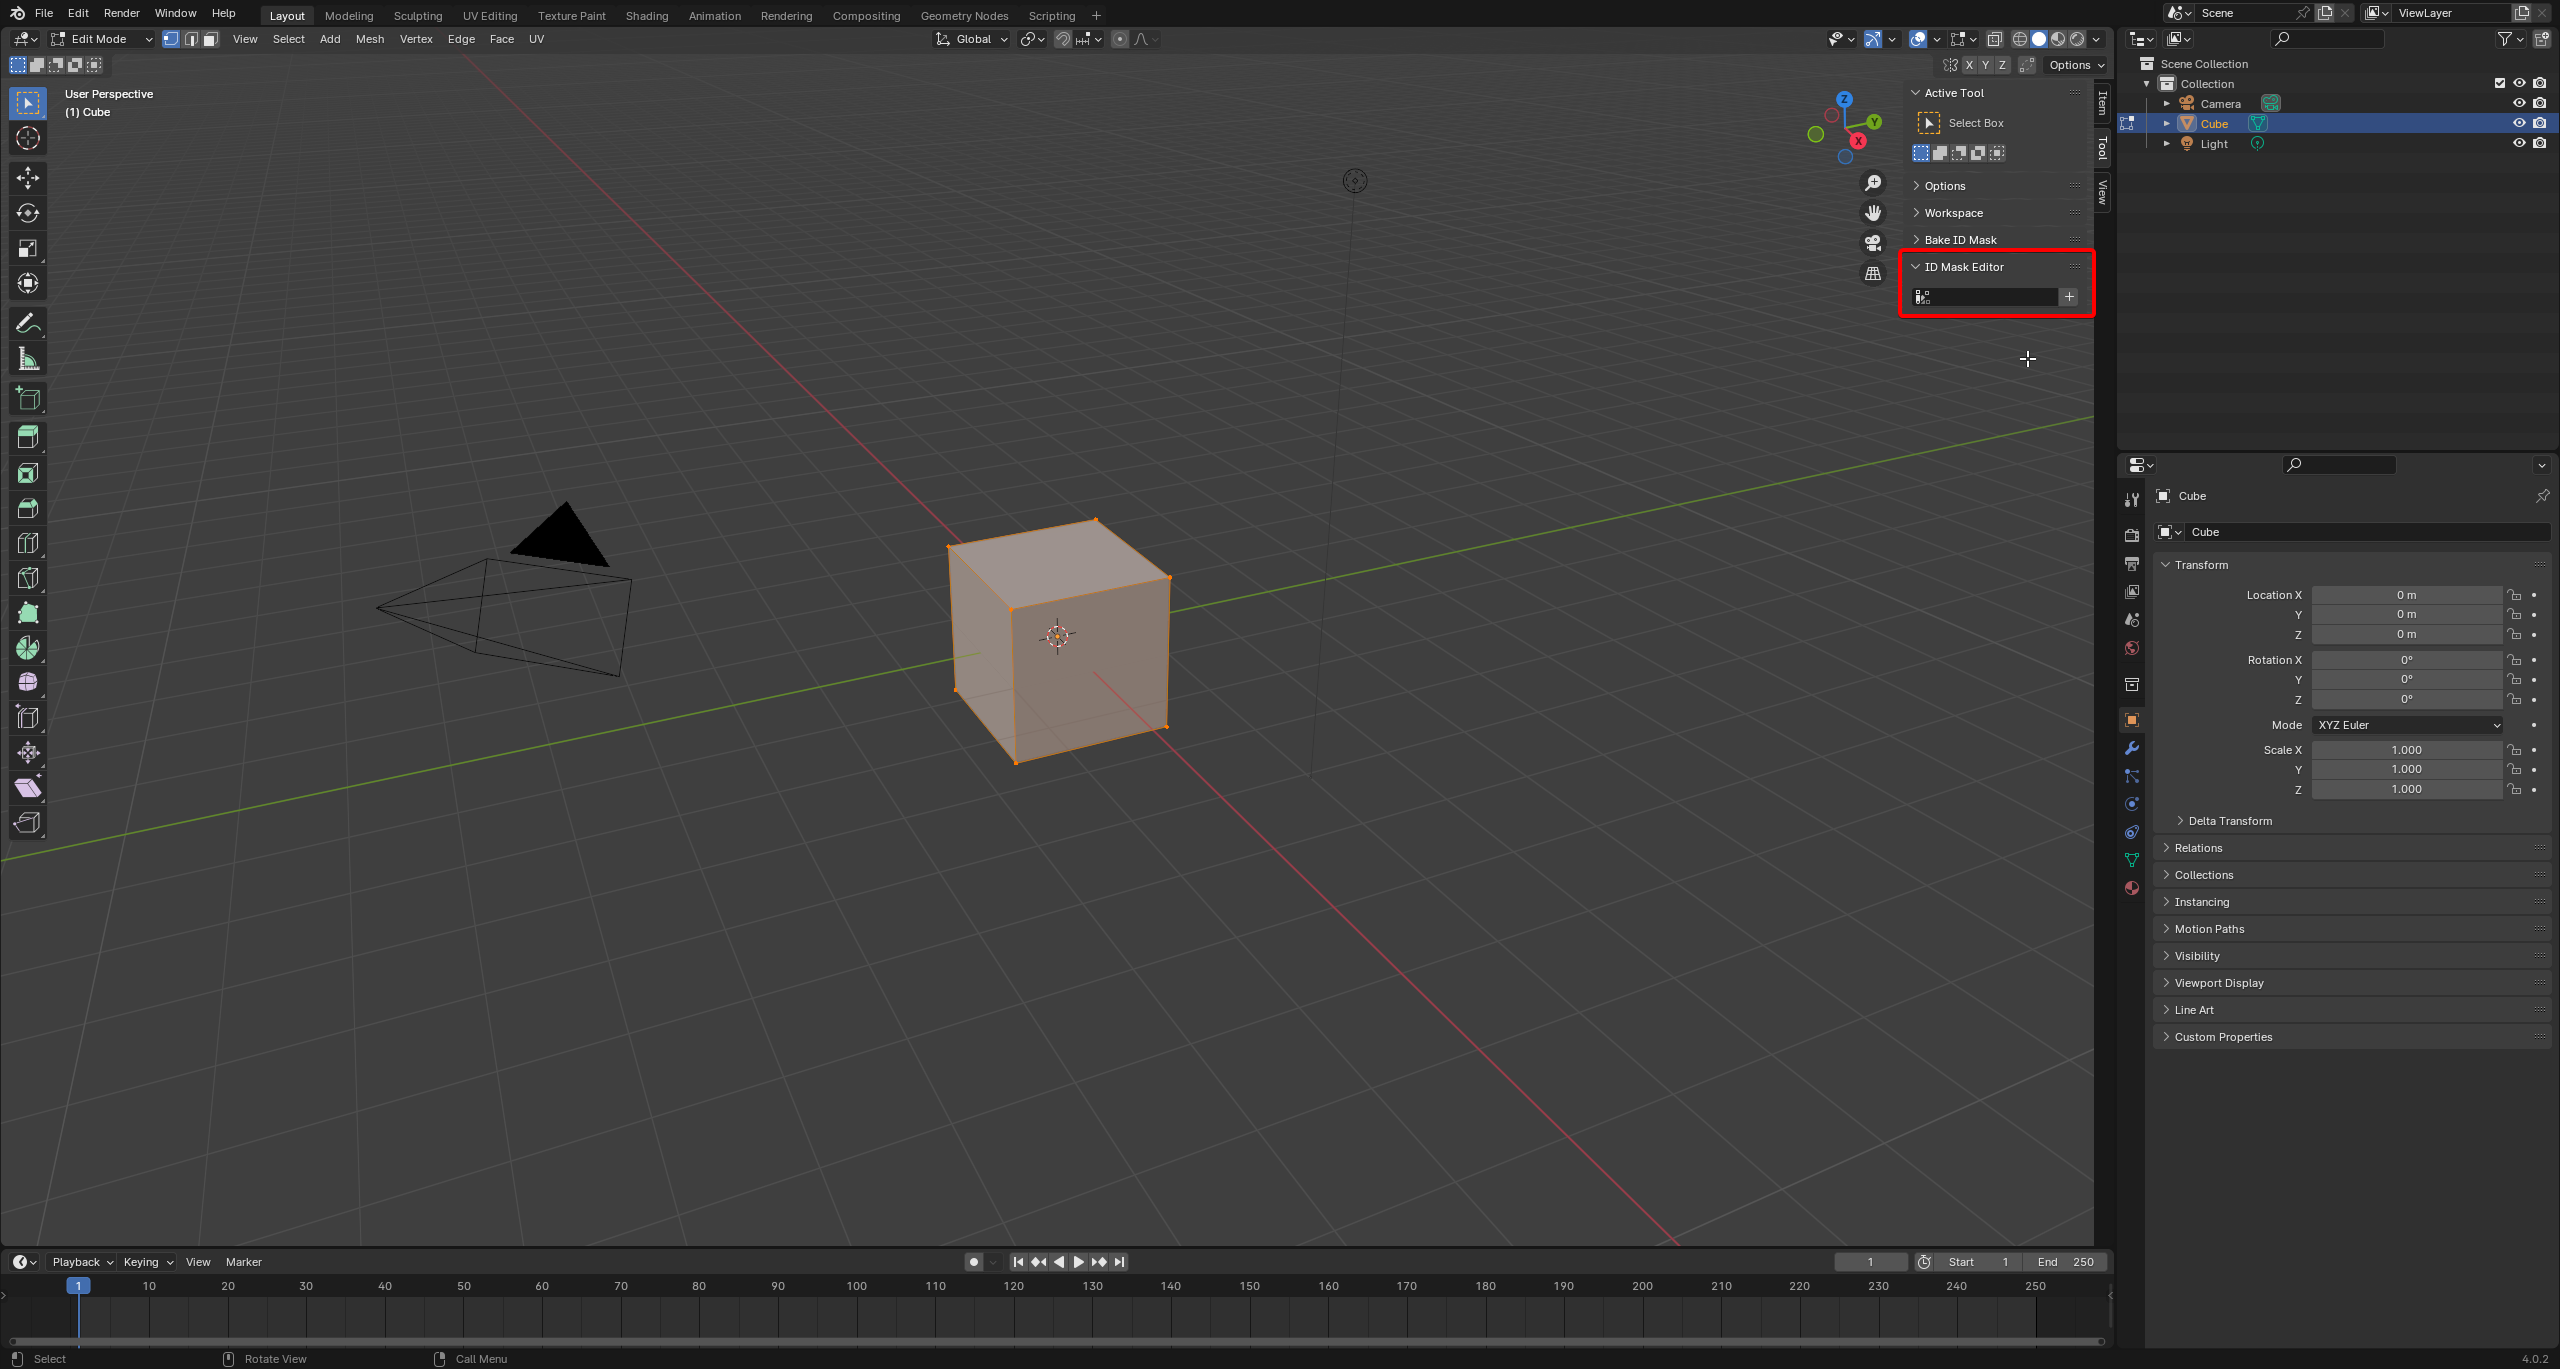 File Edit Render Window Help Layout Modeling Sculpting UV Editing Texture Paint Shading Animation Rendering Compositing Geometry Nodes Scripting + Scene ViewLayer
Edit Mode View Select Add Mesh Vertex Edge Face UV Global
X Y Z Options
User Perspective
(1) Cube
Z
Y
X
Active Tool
Select Box
Options
Workspace
Bake ID Mask
ID Mask Editor
+
Item
Tool
View
Scene Collection
Collection
Camera
Cube
Light
Cube
Cube
Transform
Location X 0 m
Y 0 m
Z 0 m
Rotation X 0°
Y 0°
Z 0°
Mode XYZ Euler
Scale X 1.000
Y 1.000
Z 1.000
Delta Transform
Relations
Collections
Instancing
Motion Paths
Visibility
Viewport Display
Line Art
Custom Properties
Playback Keying View Marker 1 Start 1 End 250
1 10 20 30 40 50 60 70 80 90 100 110 120 130 140 150 160 170 180 190 200 210 220 230 240 250
Select Rotate View Call Menu 4.0.2